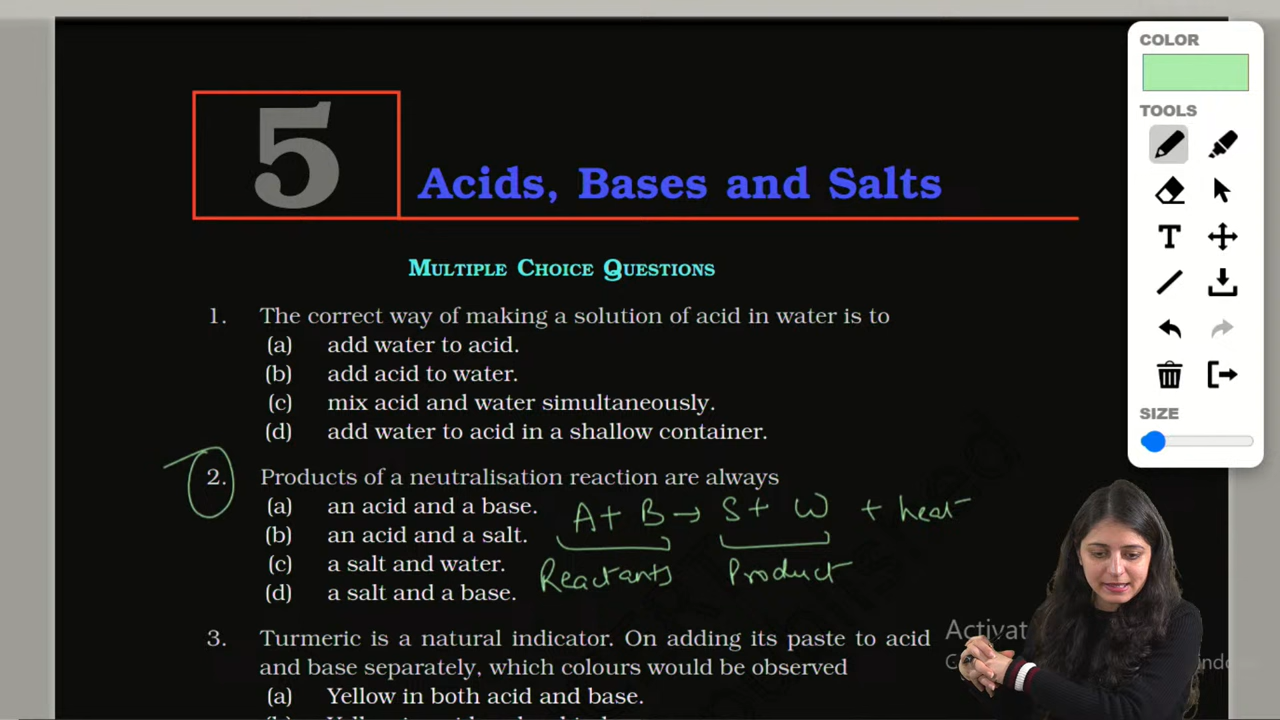 5
Acids, Bases and Salts
MULTIPLE CHOICE QUESTIONS
1. The correct way of making a solution of acid in water is to
(a) add water to acid.
(b) add acid to water.
(c) mix acid and water simultaneously.
(d) add water to acid in a shallow container.
2. Products of a neutralisation reaction are always
(a) an acid and a base.
(b) an acid and a salt.
(c) a salt and water.
(d) a salt and a base.
A + B → S + W + heat
Reactants Product
3. Turmeric is a natural indicator. On adding its paste to acid
and base separately, which colours would be observed
(a) Yellow in both acid and base.
COLOR
TOOLS
T
SIZE
Activat